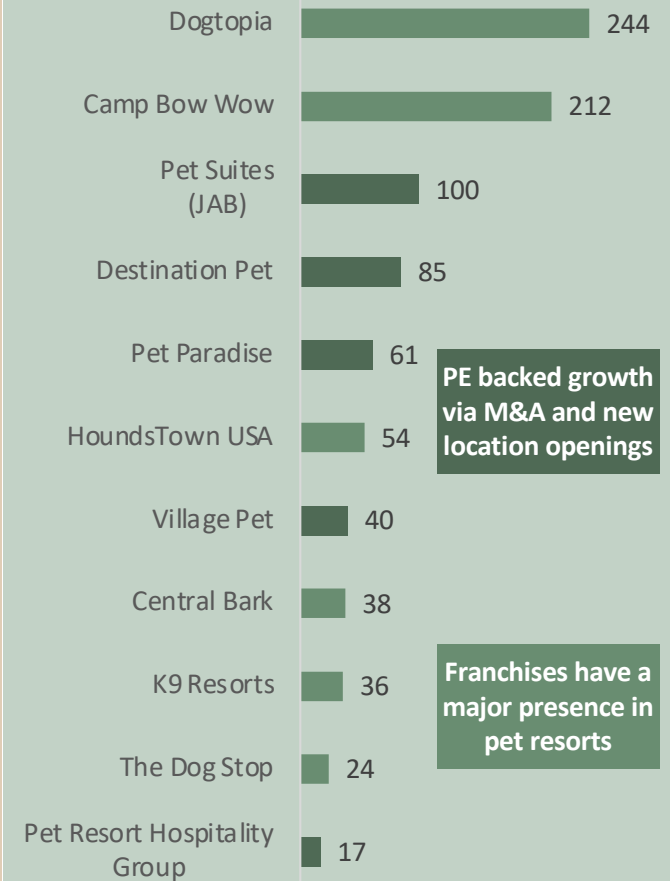 Dogtopia 244
Camp Bow Wow 212
Pet Suites
(JAB) 100
Destination Pet 85
Pet Paradise 61
PE backed growth
via M&A and new
location openings
HoundsTown USA 54
Village Pet 40
Central Bark 38
K9 Resorts 36
Franchises have a
major presence in
pet resorts
The Dog Stop 24
Pet Resort Hospitality
Group 17